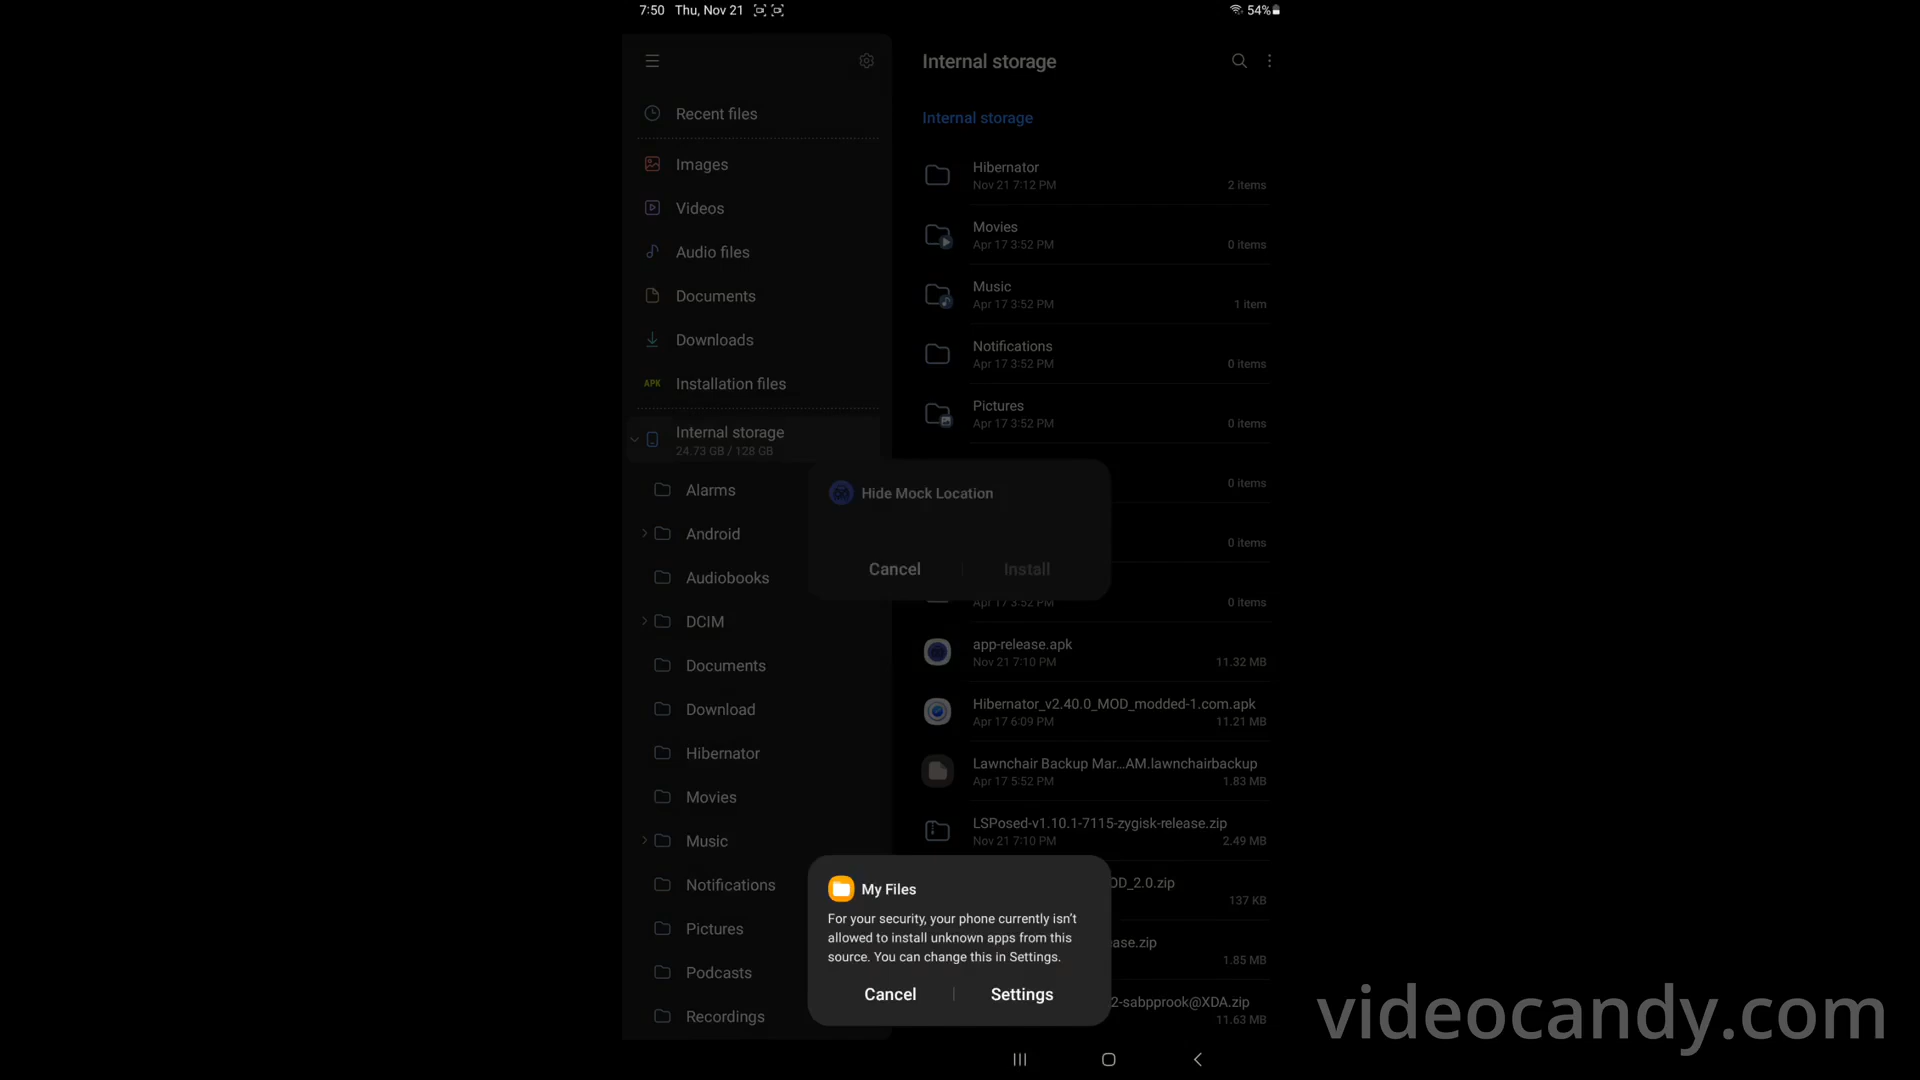 7:50 Thu, Nov 21
54%
Internal storage
Recent files
Internal storage
Images
Hibernator
Nov 21 7:12 PM
2 items
Videos
Movies
Apr 17 3:52 PM
0 items
Audio files
Music
Apr 17 3:52 PM
1 item
Documents
Downloads
Notifications
Apr 17 3:52 PM
0 items
APK Installation files
Pictures
Apr 17 3:52 PM
0 items
Internal storage
24.73 GB / 128 GB
0 items
Alarms
Android
Audiobooks
DCIM
Documents
Download
Hibernator
Movies
Music
Notifications
Pictures
Podcasts
Recordings
Hide Mock Location
Cancel
Install
0 items
Apr 17 3:52 PM
0 items
app-release.apk
Nov 21 7:10 PM
11.32 MB
Hibernator_v2.40.0_MOD_modded-1.com.apk
Apr 17 6:09 PM
11.21 MB
Lawnchair Backup Mar...AM.lawnchairbackup
Apr 17 5:52 PM
1.83 MB
LSPosed-v1.10.1-7115-zygisk-release.zip
Nov 21 7:10 PM
2.49 MB
OD_2.0.zip
137 KB
ase.zip
1.85 MB
2-sabpprook@XDA.zip
11.63 MB
My Files
For your security, your phone currently isn't
allowed to install unknown apps from this
source. You can change this in Settings.
Cancel
Settings
videocandy.com